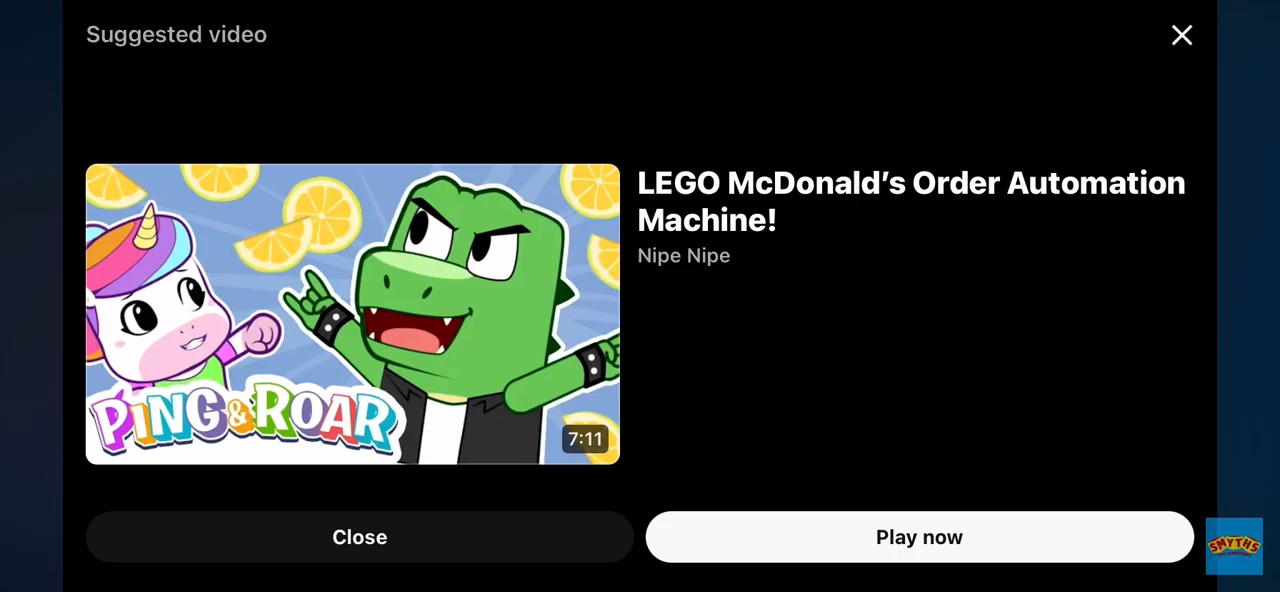 Suggested video
LEGO McDonald’s Order Automation
Machine!
Nipe Nipe
PING & ROAR
7:11
Close
Play now
SMYTHS